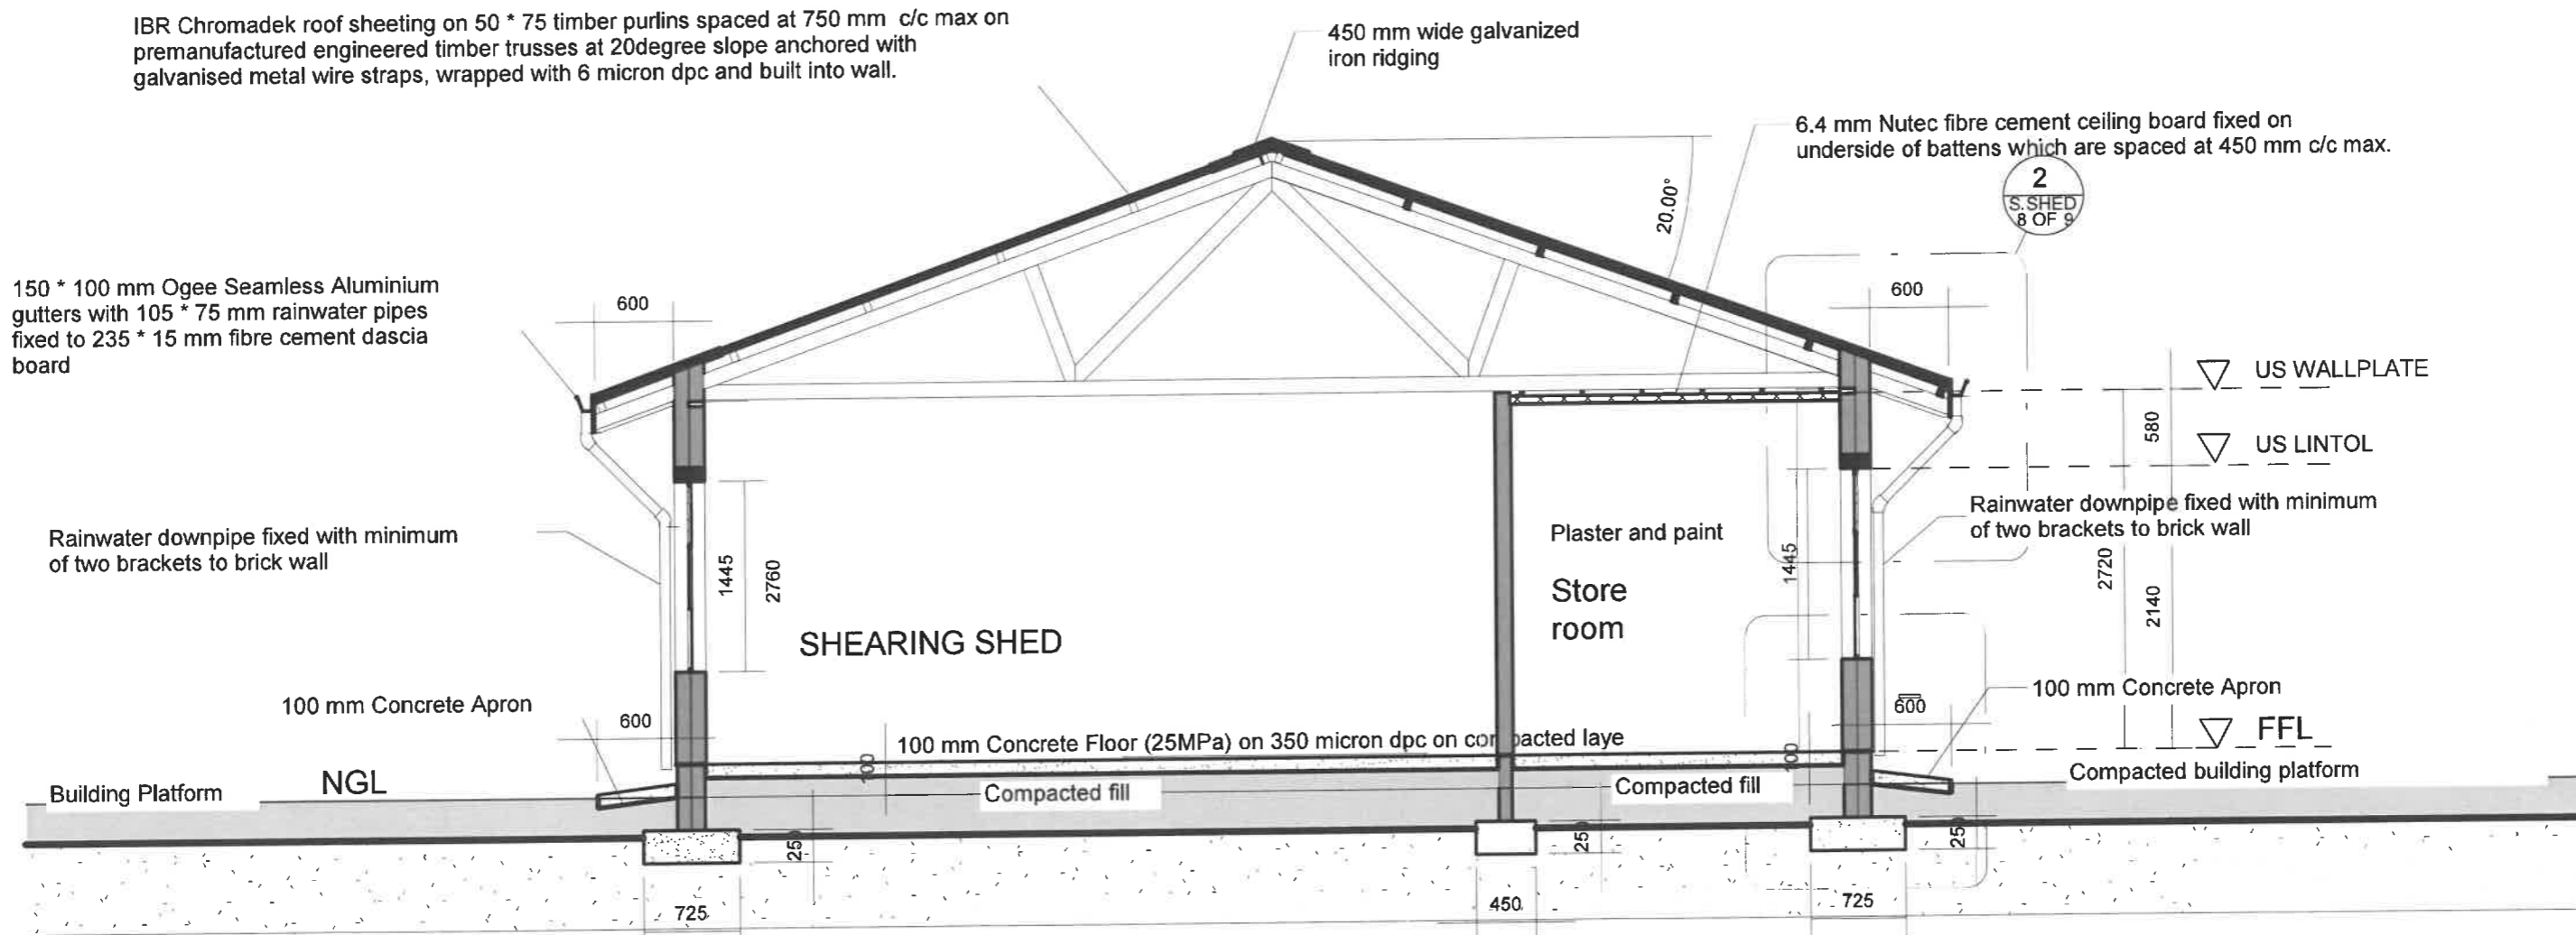 IBR Chromadek roof sheeting on 50 * 75 timber purlins spaced at 750 mm c/c max on
premanufactured engineered timber trusses at 20degree slope anchored with
galvanised metal wire straps, wrapped with 6 micron dpc and built into wall.
450 mm wide galvanized
iron ridging
6.4 mm Nutec fibre cement ceiling board fixed on
underside of battens which are spaced at 450 mm c/c max.
2
S.SHED
8 OF 9
20.00°
150 * 100 mm Ogee Seamless Aluminium
gutters with 105 * 75 mm rainwater pipes
fixed to 235 * 15 mm fibre cement dascia
board
600
600
US WALLPLATE
580
US LINTOL
Rainwater downpipe fixed with minimum
of two brackets to brick wall
Rainwater downpipe fixed with minimum
of two brackets to brick wall
1445
2760
Plaster and paint
Store
room
1445
2720
2140
SHEARING SHED
100 mm Concrete Apron
600
100 mm Concrete Apron
600
100 mm Concrete Floor (25MPa) on 350 micron dpc on compacted laye
FFL
100
100
Building Platform
NGL
Compacted fill
Compacted fill
Compacted building platform
250
250
250
725
450
725